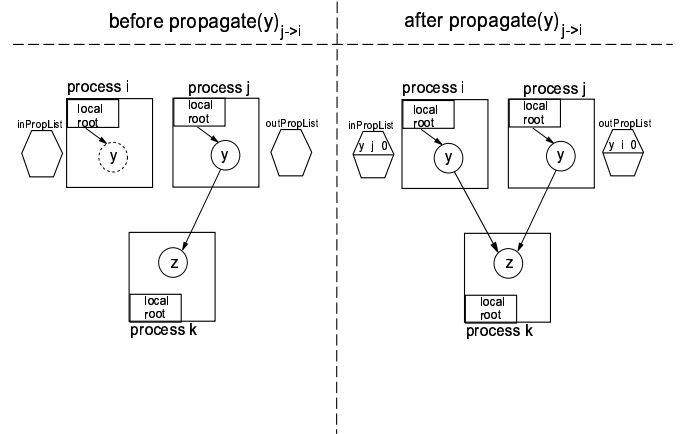 before propagate(y)j->i
after propagate(y)j->i
process i
process j
local
root
local
root
inPropList
outPropList
y
y
z
local
root
process k
process i
process j
local
root
local
root
inPropList
outPropList
y j 0
y i 0
y
y
z
local
root
process k